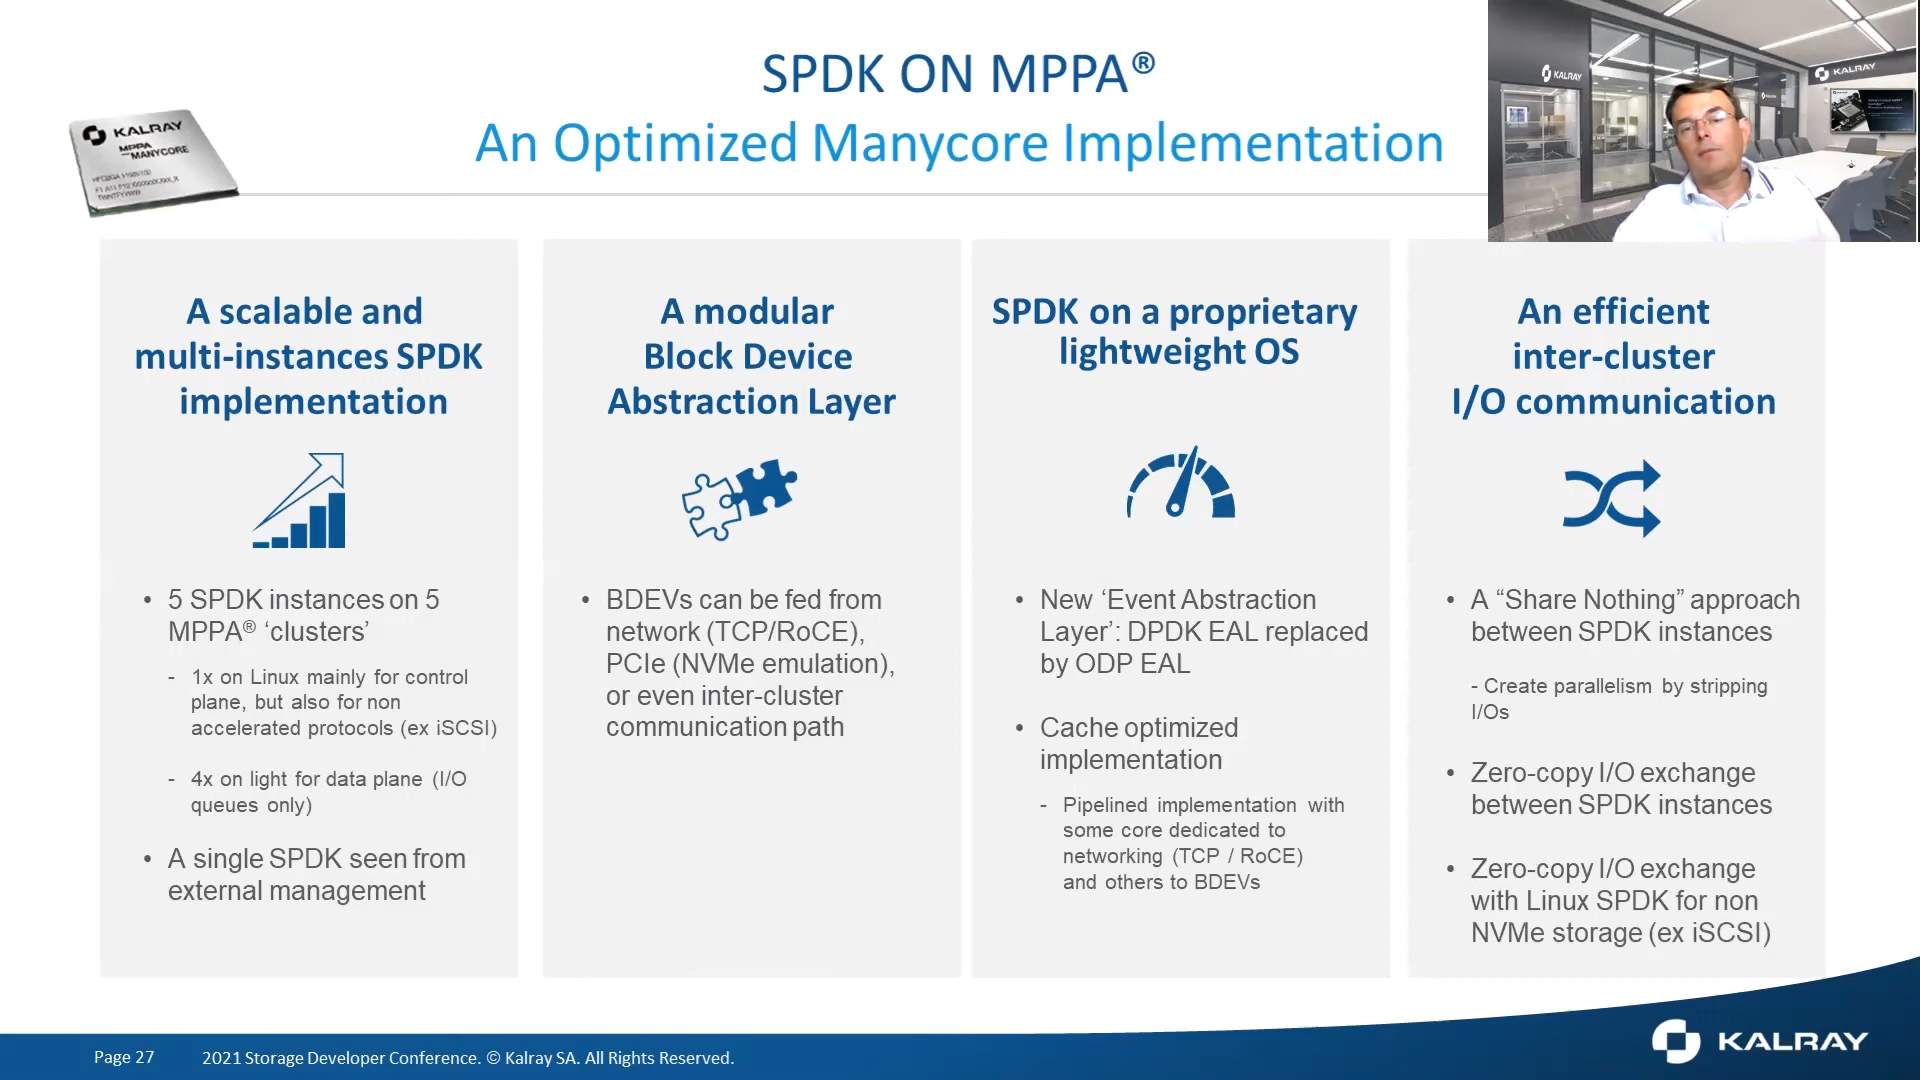 SPDK ON MPPA®
An Optimized Manycore Implementation
KALRAY
MPPA
MANYCORE
KALRAY
KALRAY
A scalable and
multi-instances SPDK
implementation
• 5 SPDK instances on 5
MPPA® ‘clusters’
- 1x on Linux mainly for control
plane, but also for non
accelerated protocols (ex iSCSI)
- 4x on light for data plane (I/O
queues only)
• A single SPDK seen from
external management
A modular
Block Device
Abstraction Layer
• BDEVs can be fed from
network (TCP/RoCE),
PCIe (NVMe emulation),
or even inter-cluster
communication path
SPDK on a proprietary
lightweight OS
• New ‘Event Abstraction
Layer’: DPDK EAL replaced
by ODP EAL
• Cache optimized
implementation
- Pipelined implementation with
some core dedicated to
networking (TCP / RoCE)
and others to BDEVs
An efficient
inter-cluster
I/O communication
• A “Share Nothing” approach
between SPDK instances
- Create parallelism by stripping
I/Os
• Zero-copy I/O exchange
between SPDK instances
• Zero-copy I/O exchange
with Linux SPDK for non
NVMe storage (ex iSCSI)
Page 27
2021 Storage Developer Conference. © Kalray SA. All Rights Reserved.
KALRAY